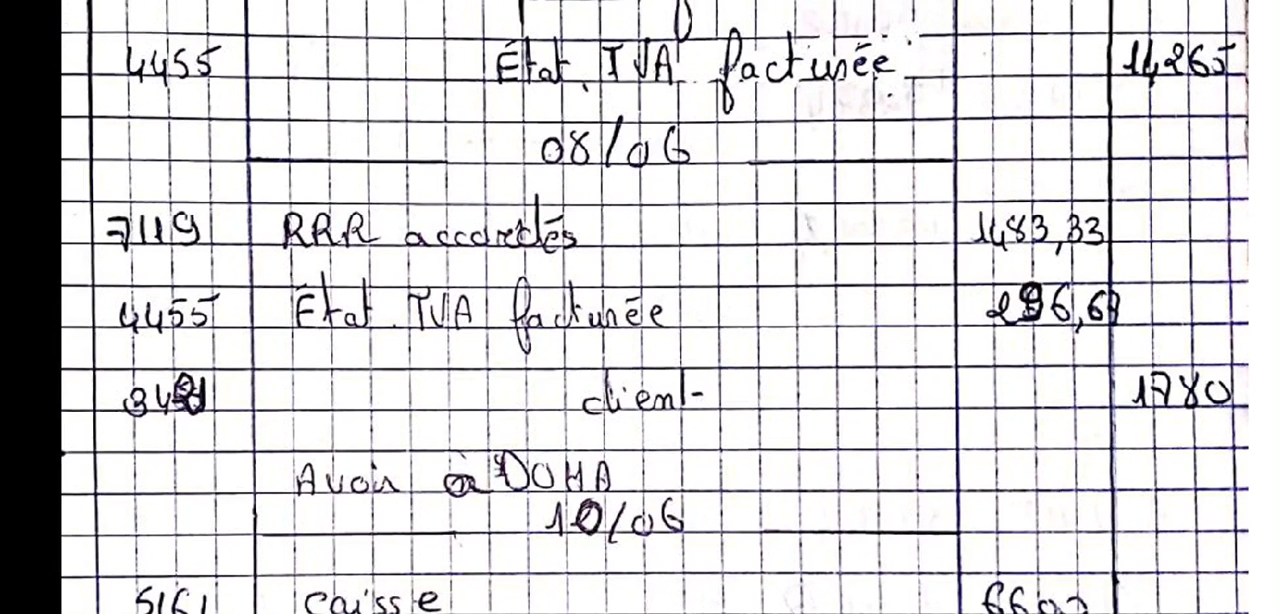 4455 État. TVA facturée 14265
08/06
7119 RRR accordés 1483,33
4455 État. TVA facturée 296,67
3421 client
1780
Avoir à DOHA
10/06
5161 caisse